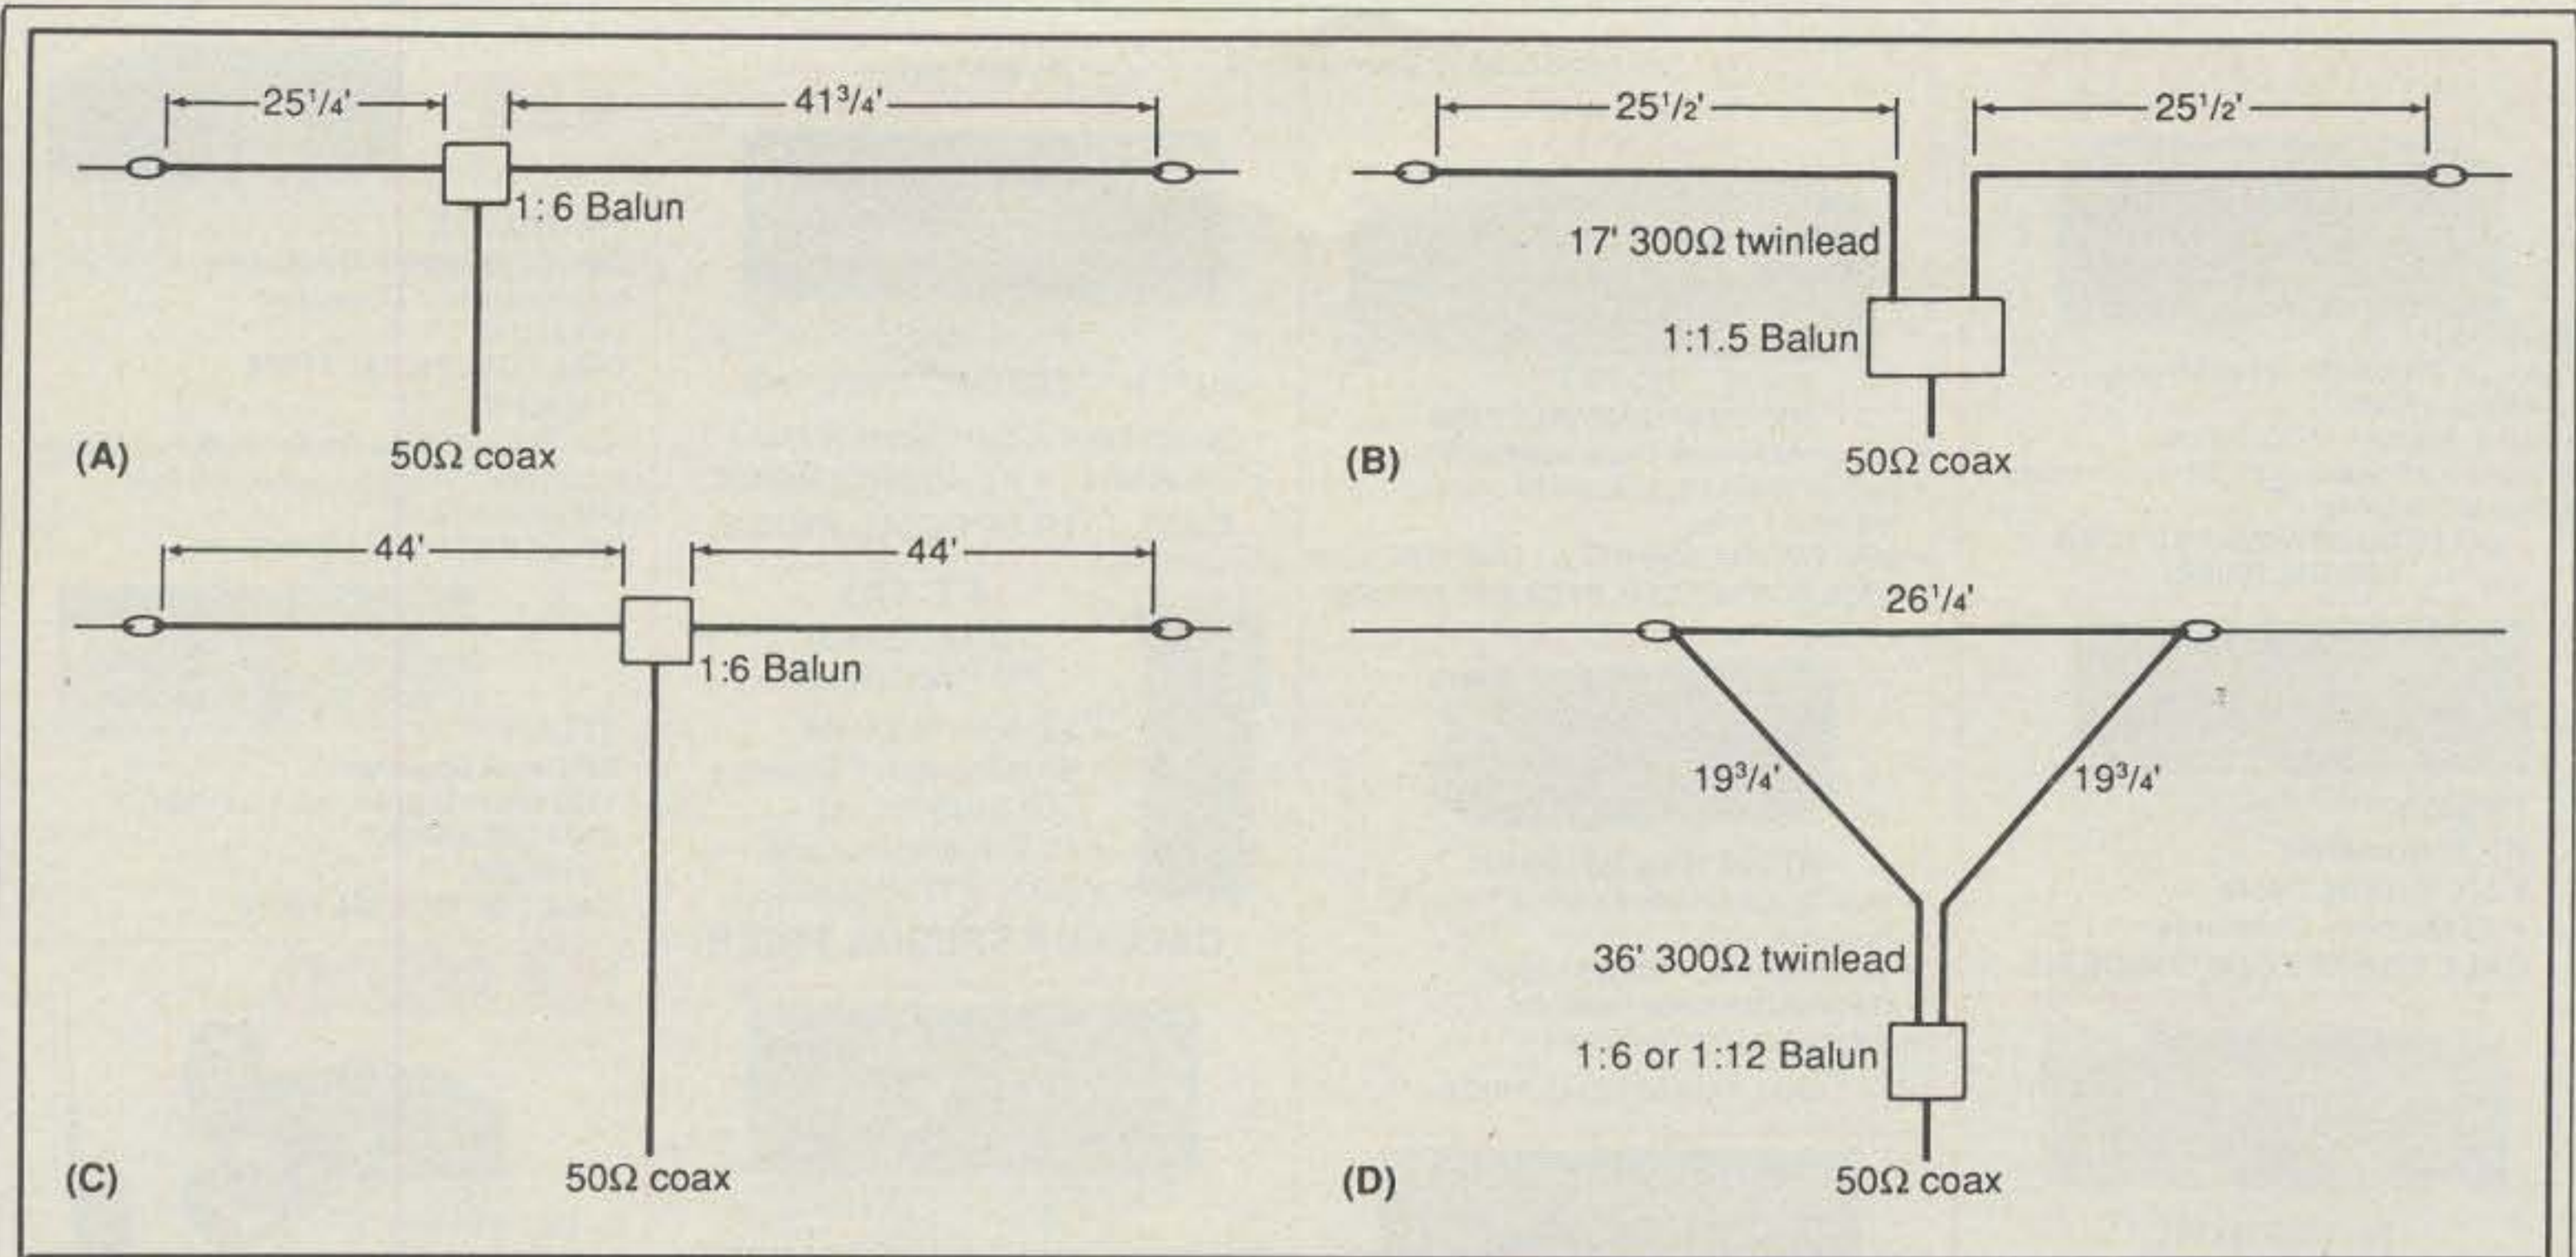 25¹/4'
41³/4'
1:6 Balun
50Ω coax
(A)
25¹/2'
25¹/2'
17' 300Ω twinlead
1:1.5 Balun
50Ω coax
(B)
44'
44'
1:6 Balun
50Ω coax
(C)
26¹/4'
19³/4'
19³/4'
36' 300Ω twinlead
1:6 or 1:12 Balun
50Ω coax
(D)